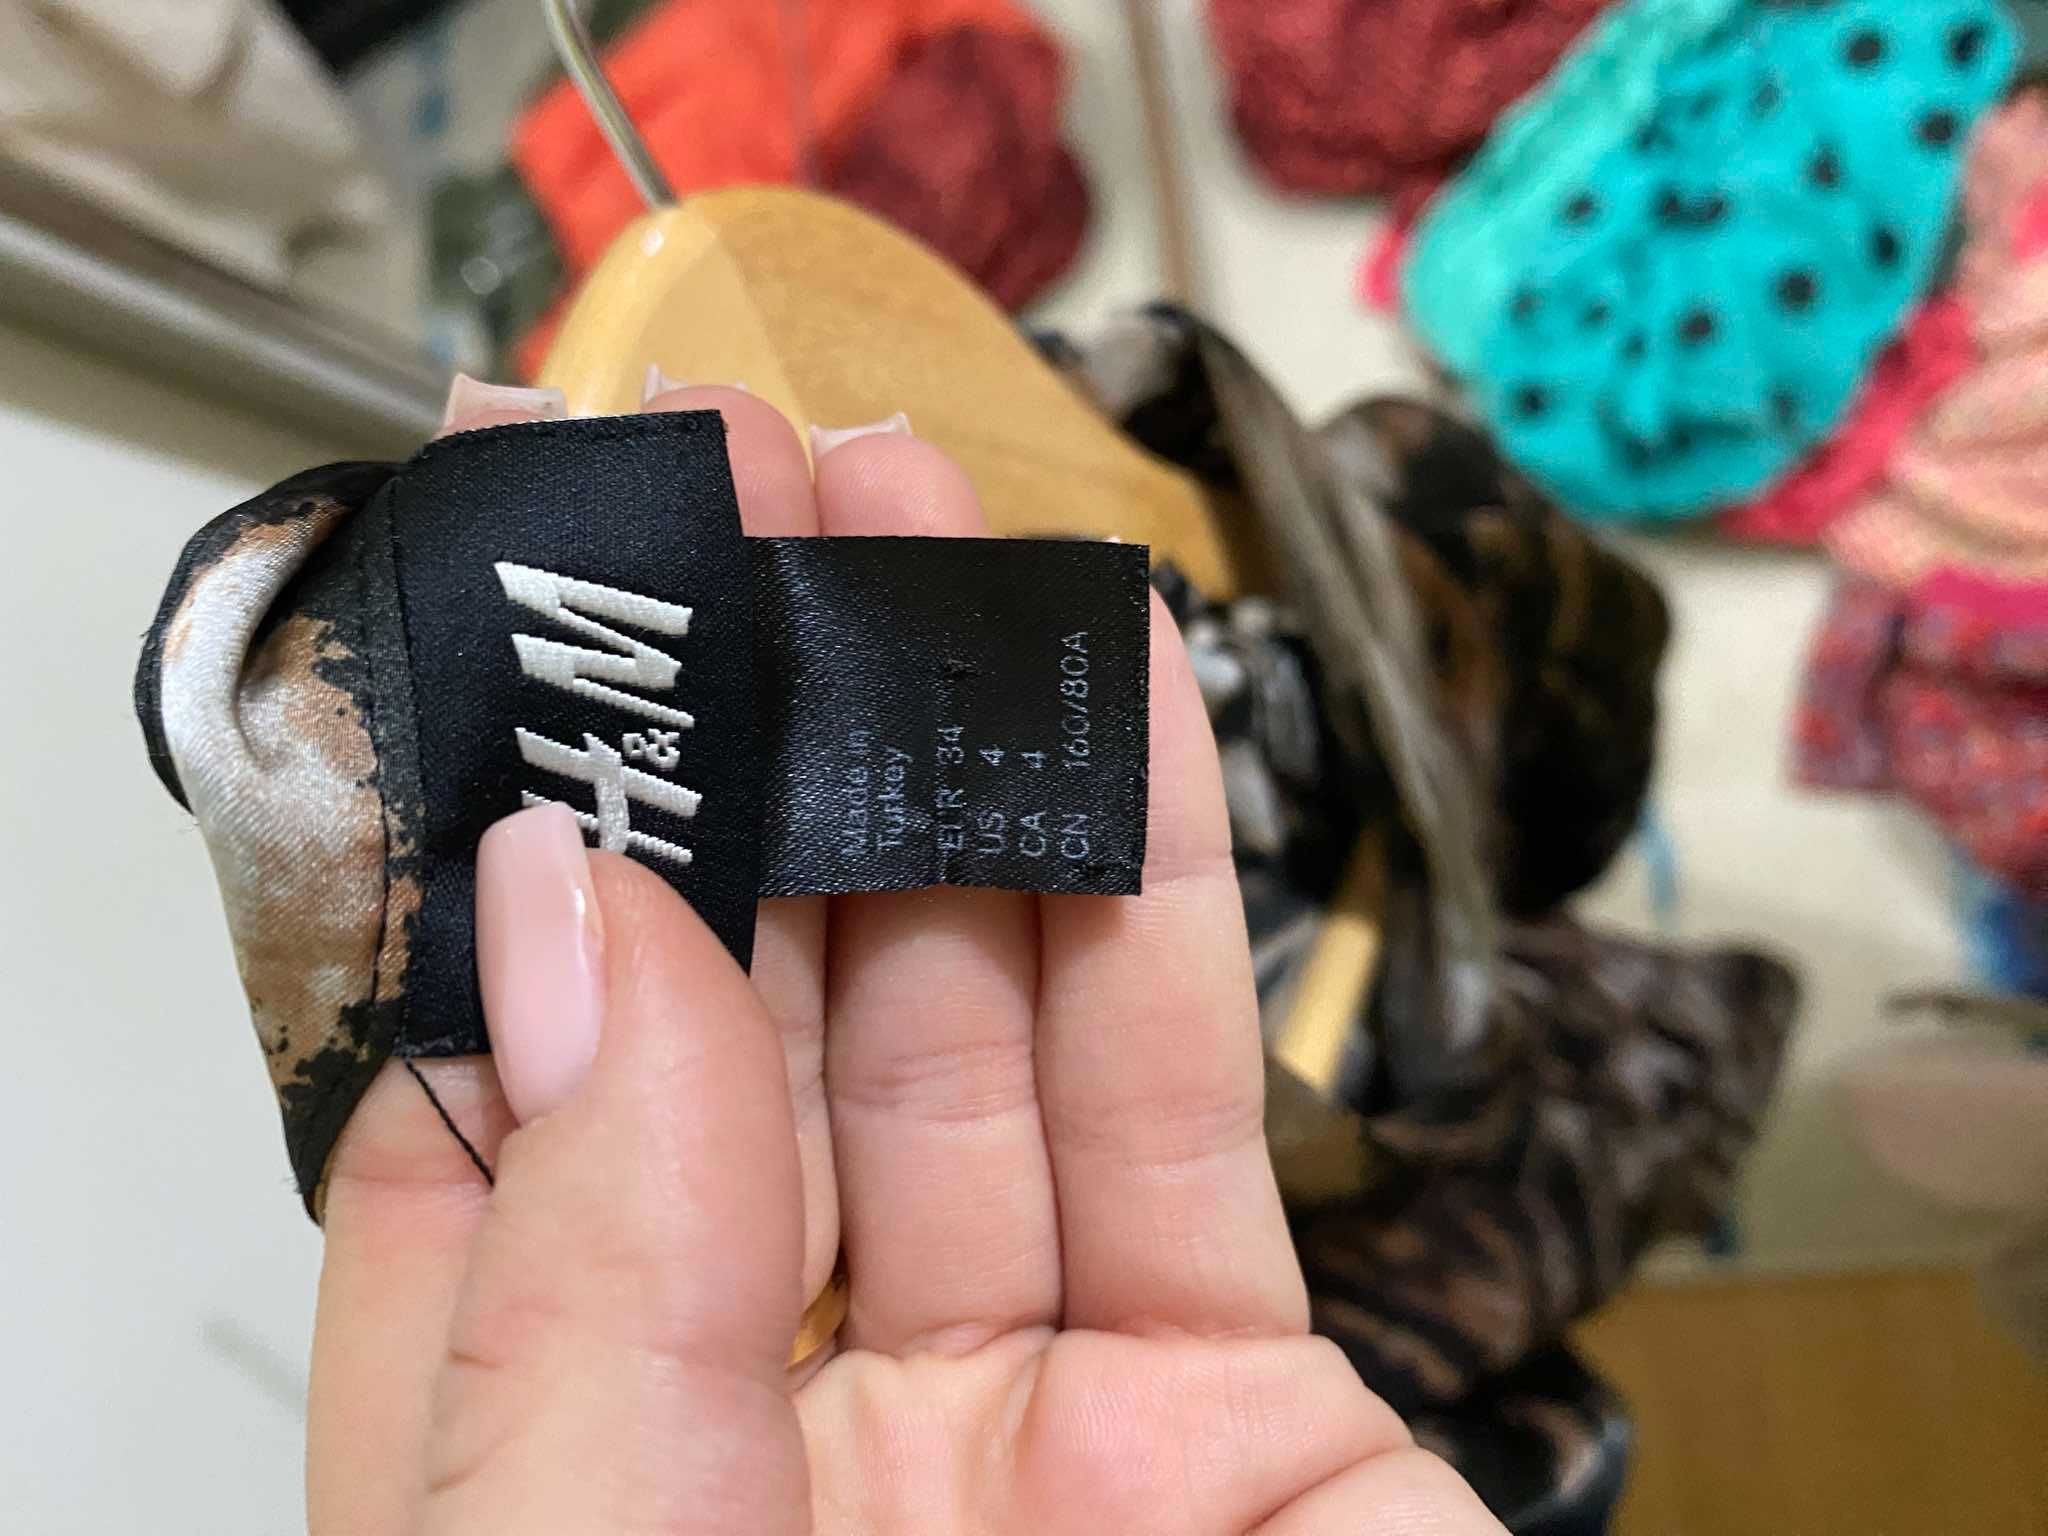 H&M
Made in
Turkey
EUR 34
US 4
CA 4
CN 160/80A